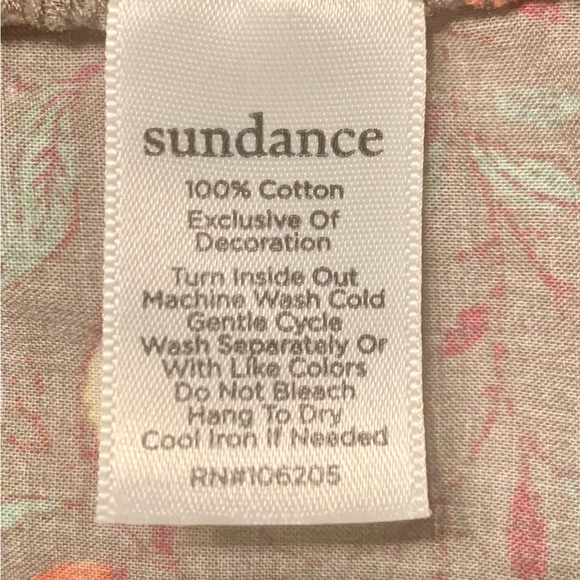 sundance
100% Cotton
Exclusive Of
Decoration
Turn Inside Out
Machine Wash Cold
Gentle Cycle
Wash Separately Or
With Like Colors
Do Not Bleach
Hang To Dry
Cool Iron If Needed
RN#106205